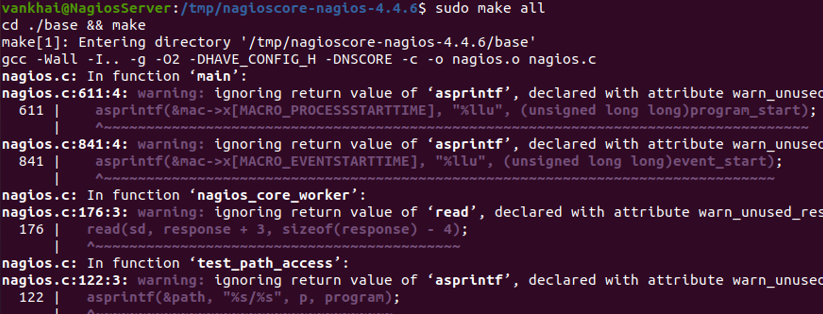 vankhai@NagiosServer:/tmp/nagioscore-nagios-4.4.6$ sudo make all
cd ./base && make
make[1]: Entering directory '/tmp/nagioscore-nagios-4.4.6/base'
gcc -Wall -I.. -g -O2 -DHAVE_CONFIG_H -DNSCORE -c -o nagios.o nagios.c
nagios.c: In function ‘main’:
nagios.c:611:4: warning: ignoring return value of ‘asprintf’, declared with attribute warn_unused
611 | asprintf(&mac->x[MACRO_PROCESSSTARTTIME], "%llu", (unsigned long long)program_start);
| ^~~~~~~~~~~~~~~~~~~~~~~~~~~~~~~~~~~~~~~~~~~~~~~~~~~~~~~~~~~~~~~~~~~~~~~~~~~~~~~~~~~~
nagios.c:841:4: warning: ignoring return value of ‘asprintf’, declared with attribute warn_unused
841 | asprintf(&mac->x[MACRO_EVENTSTARTTIME], "%llu", (unsigned long long)event_start);
| ^~~~~~~~~~~~~~~~~~~~~~~~~~~~~~~~~~~~~~~~~~~~~~~~~~~~~~~~~~~~~~~~~~~~~~~~~~~~~~~~
nagios.c: In function ‘nagios_core_worker’:
nagios.c:176:3: warning: ignoring return value of ‘read’, declared with attribute warn_unused_res
176 | read(sd, response + 3, sizeof(response) - 4);
| ^~~~~~~~~~~~~~~~~~~~~~~~~~~~~~~~~~~~~~~~~~~~
nagios.c: In function ‘test_path_access’:
nagios.c:122:3: warning: ignoring return value of ‘asprintf’, declared with attribute warn_unused
122 | asprintf(&path, "%s/%s", p, program);
| ^~~~~~~~~~~~~~~~~~~~~~~~~~~~~~~~~~~~